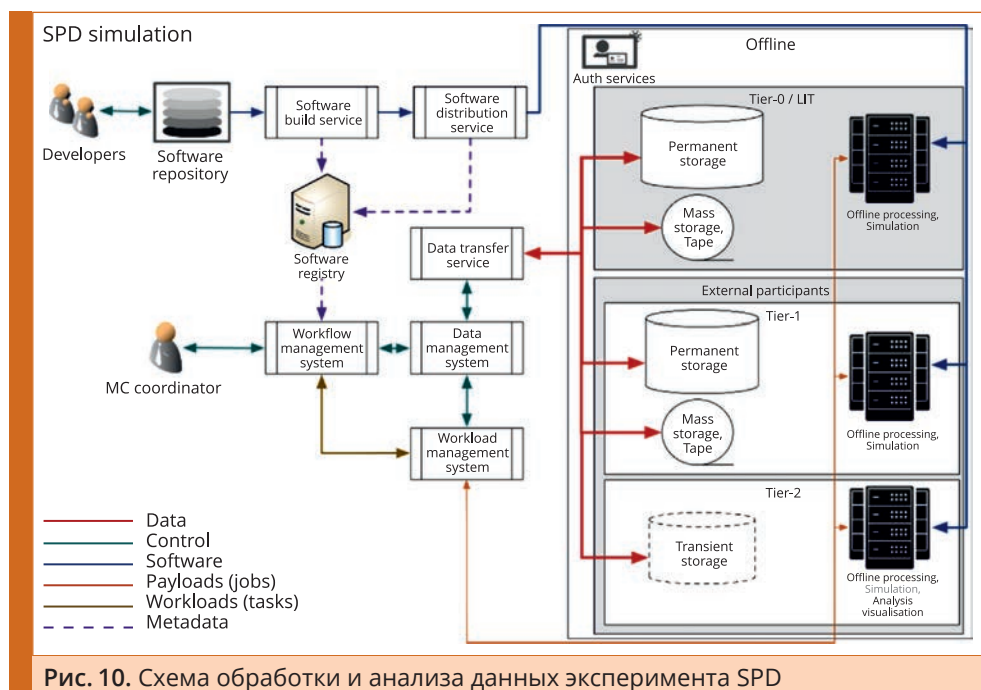 SPD simulation
Offline
Auth services
Developers
Software
repository
Software
build service
Software
distribution
service
Software
registry
Data transfer
service
MC coordinator
Workflow
management
system
Data
management
system
Workload
management
system
Tier-0 / LIT
Permanent
storage
Mass
storage,
Tape
Offline processing,
Simulation
External participants
Tier-1
Permanent
storage
Mass
storage,
Tape
Offline processing,
Simulation
Tier-2
Transient
storage
Offline processing,
Simulation,
Analysis
visualisation
Data
Control
Software
Payloads (jobs)
Workloads (tasks)
Metadata
Рис. 10. Схема обработки и анализа данных эксперимента SPD